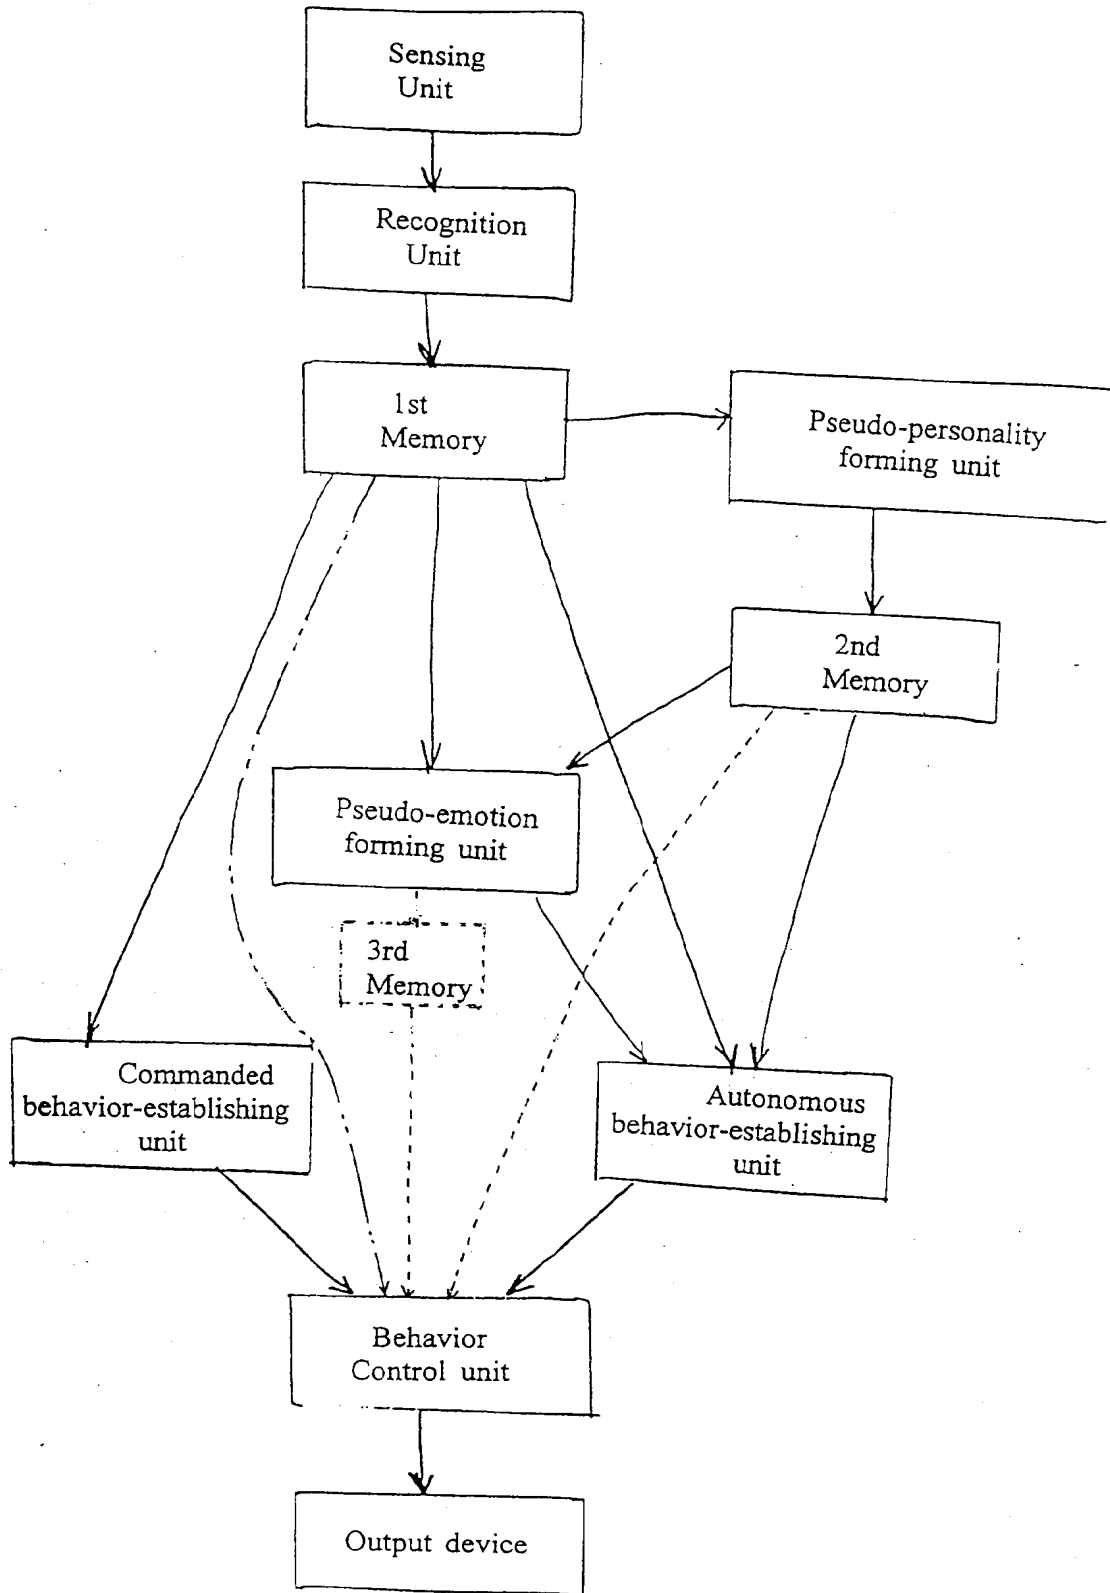 Sensing
Unit
Recognition
Unit
1st
Memory
Pseudo-personality
forming unit
2nd
Memory
Pseudo-emotion
forming unit
3rd
Memory
Commanded
behavior-establishing
unit
Autonomous
behavior-establishing
unit
Behavior
Control unit
Output device